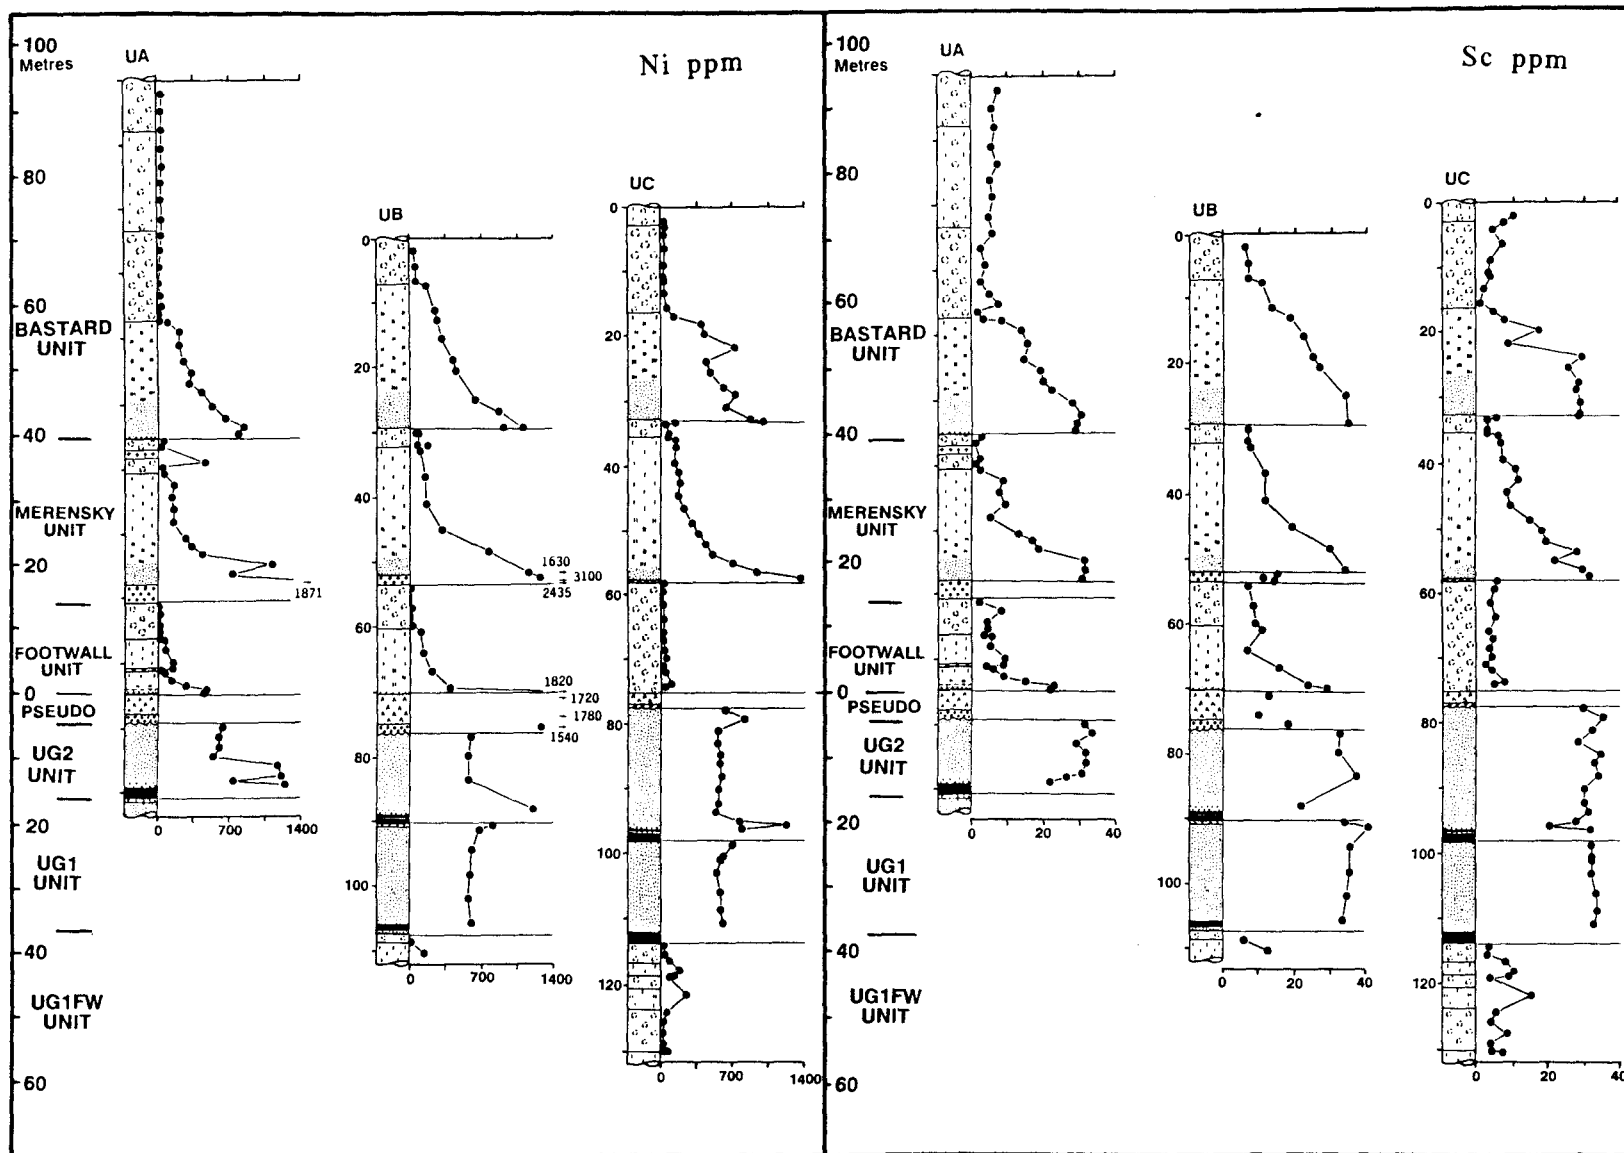 100
Metres
UA
Ni ppm
80
UC
UB
0
0
60
BASTARD
UNIT
20
20
40
40
40
MERENSKY
UNIT
20
1630
3100
1871
2435
60
60
FOOTWALL
UNIT
1820
0
1720
PSEUDO
1780
80
1540
UG2
UNIT
0
700
1400
20
100
UG1
UNIT
100
40
0
700
1400
120
UG1FW
UNIT
0
700
1400
60
100
Metres
UA
Sc ppm
80
UC
UB
0
0
60
BASTARD
UNIT
20
20
40
40
40
MERENSKY
UNIT
20
60
60
FOOTWALL
UNIT
0
PSEUDO
80
80
UG2
UNIT
0
20
40
20
100
UG1
UNIT
100
40
0
20
40
120
UG1FW
UNIT
0
20
40
60